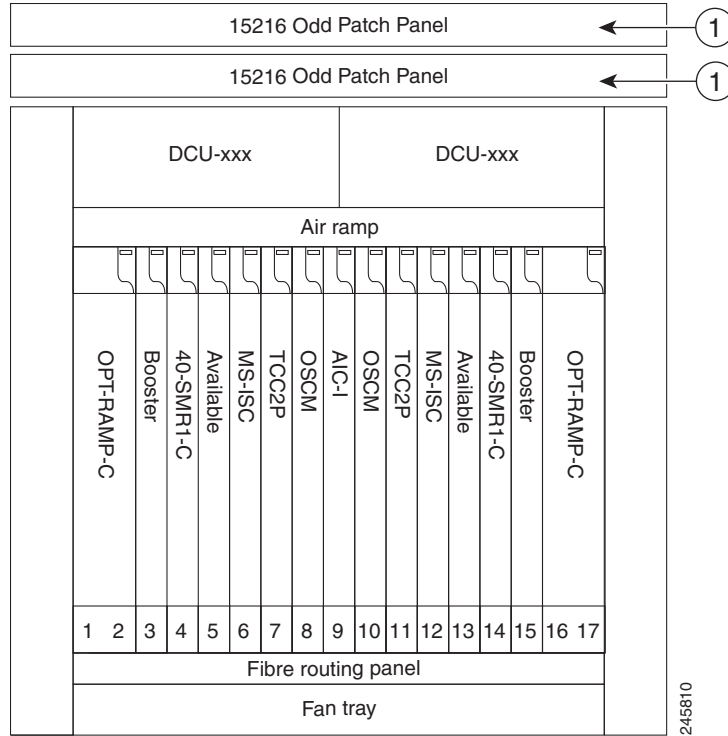 15216 Odd Patch Panel
1
15216 Odd Patch Panel
1
DCU-xxx
DCU-xxx
Air ramp
OPT-RAMP-C
Booster
40-SMR1-C
Available
MS-ISC
TCC2P
OSCM
AIC-I
OSCM
TCC2P
MS-ISC
Available
40-SMR1-C
Booster
OPT-RAMP-C
1 2 3 4 5 6 7 8 9 10 11 12 13 14 15 16 17
Fibre routing panel
Fan tray
245810